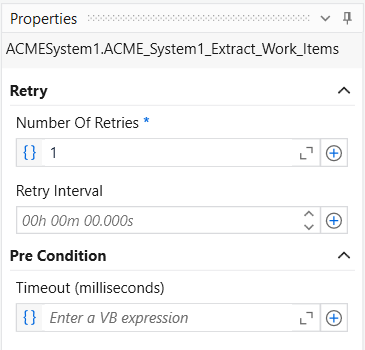 Properties
ACMESystem1.ACME_System1_Extract_Work_Items
Retry
Number Of Retries *
{} 1
Retry Interval
00h 00m 00.000s
Pre Condition
Timeout (milliseconds)
{} Enter a VB expression